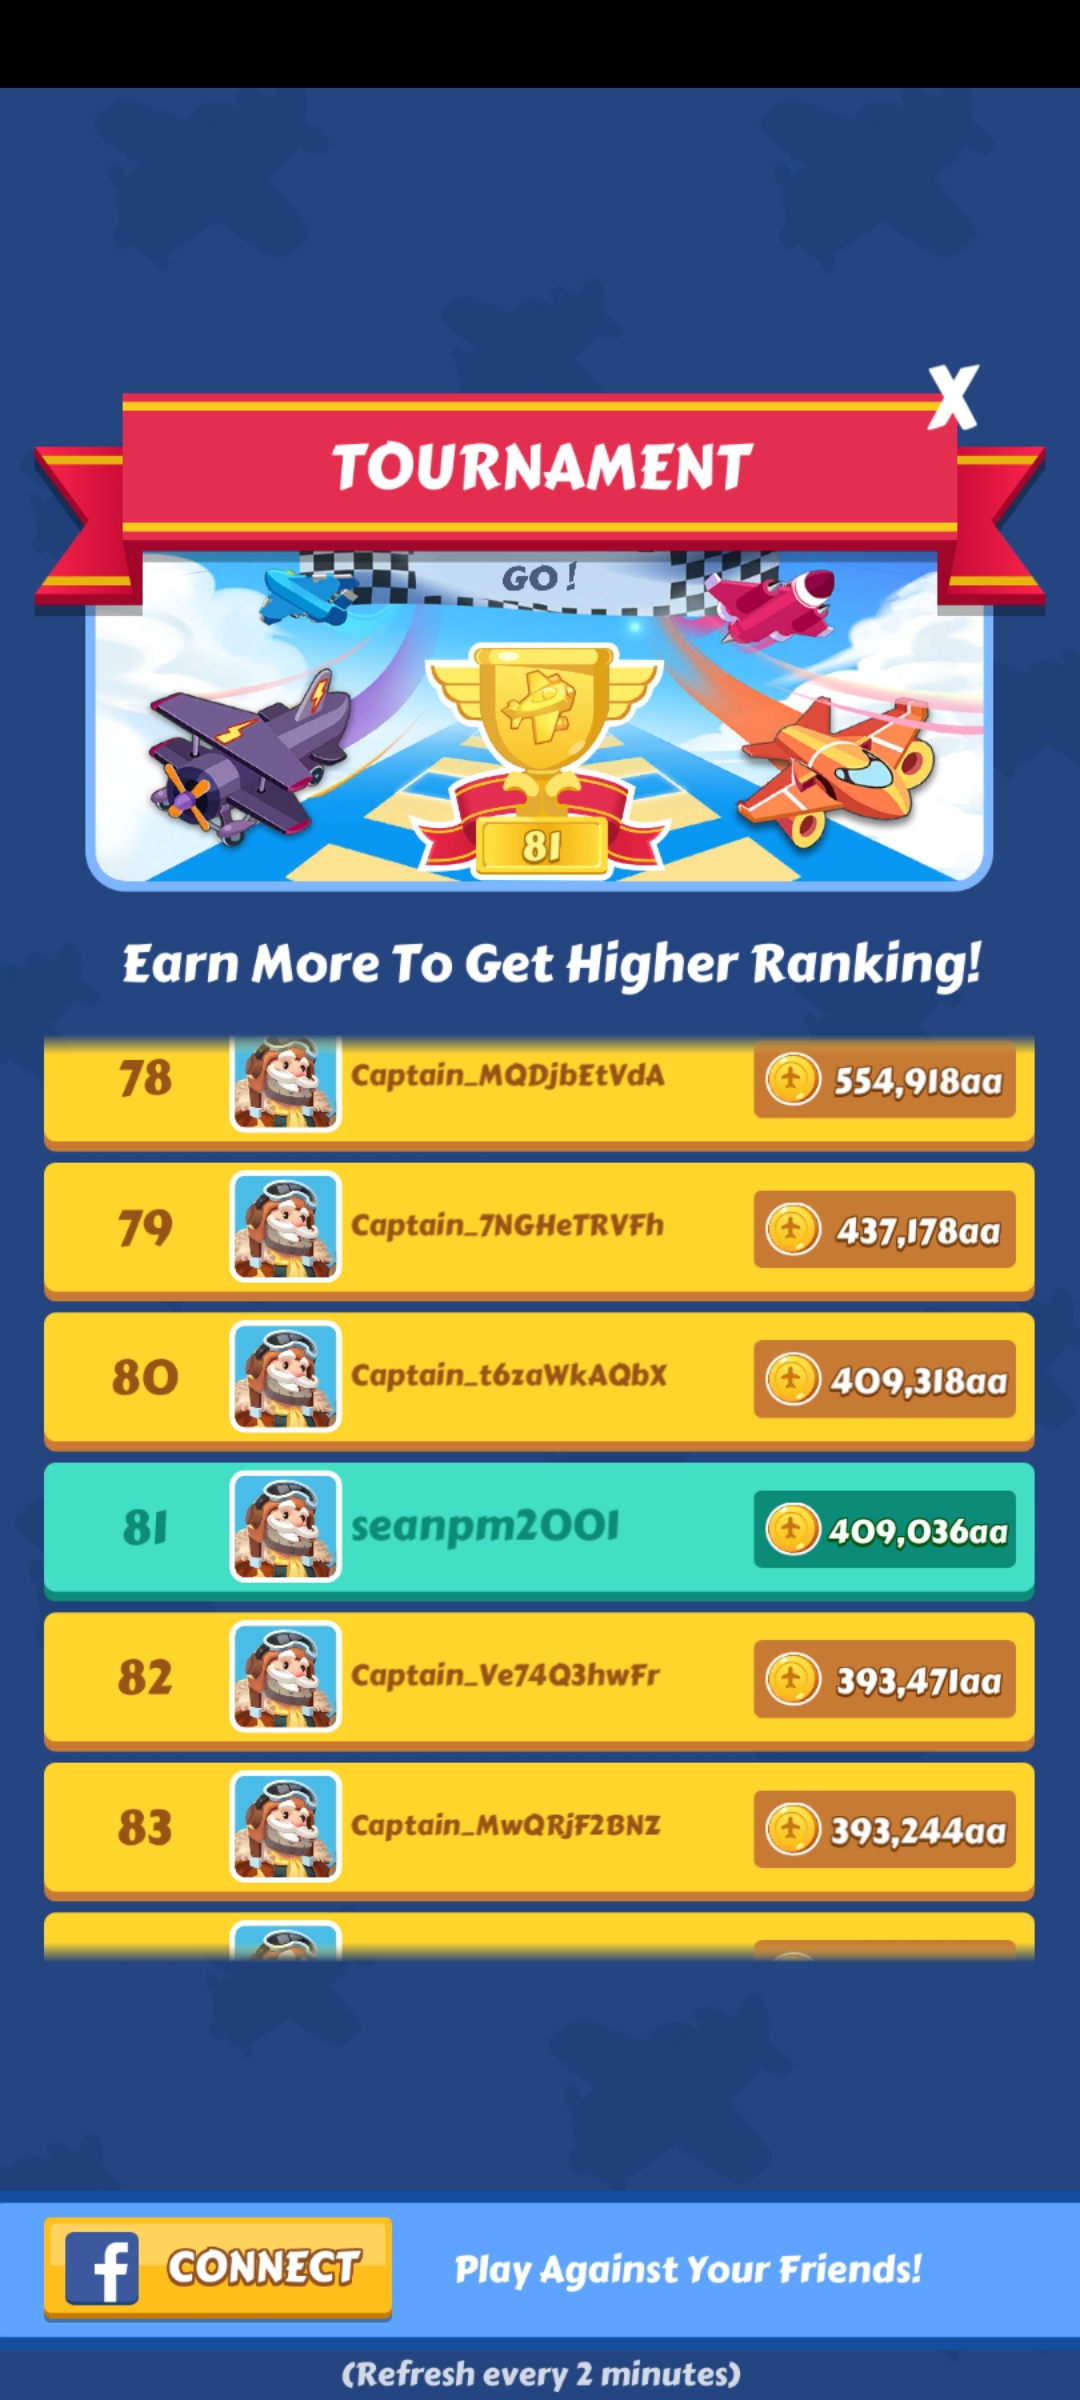 X
TOURNAMENT
GO!
81
Earn More To Get Higher Ranking!
78 Captain_MQDjbEtVdA 554,918aa
79 Captain_7NGHeTRVFh 437,178aa
80 Captain_t6zaWkAQbX 409,318aa
81 seanpm2001 409,036aa
82 Captain_Ve74Q3hwFr 393,471aa
83 Captain_MwQRjF2BNZ 393,244aa
f CONNECT Play Against Your Friends!
(Refresh every 2 minutes)